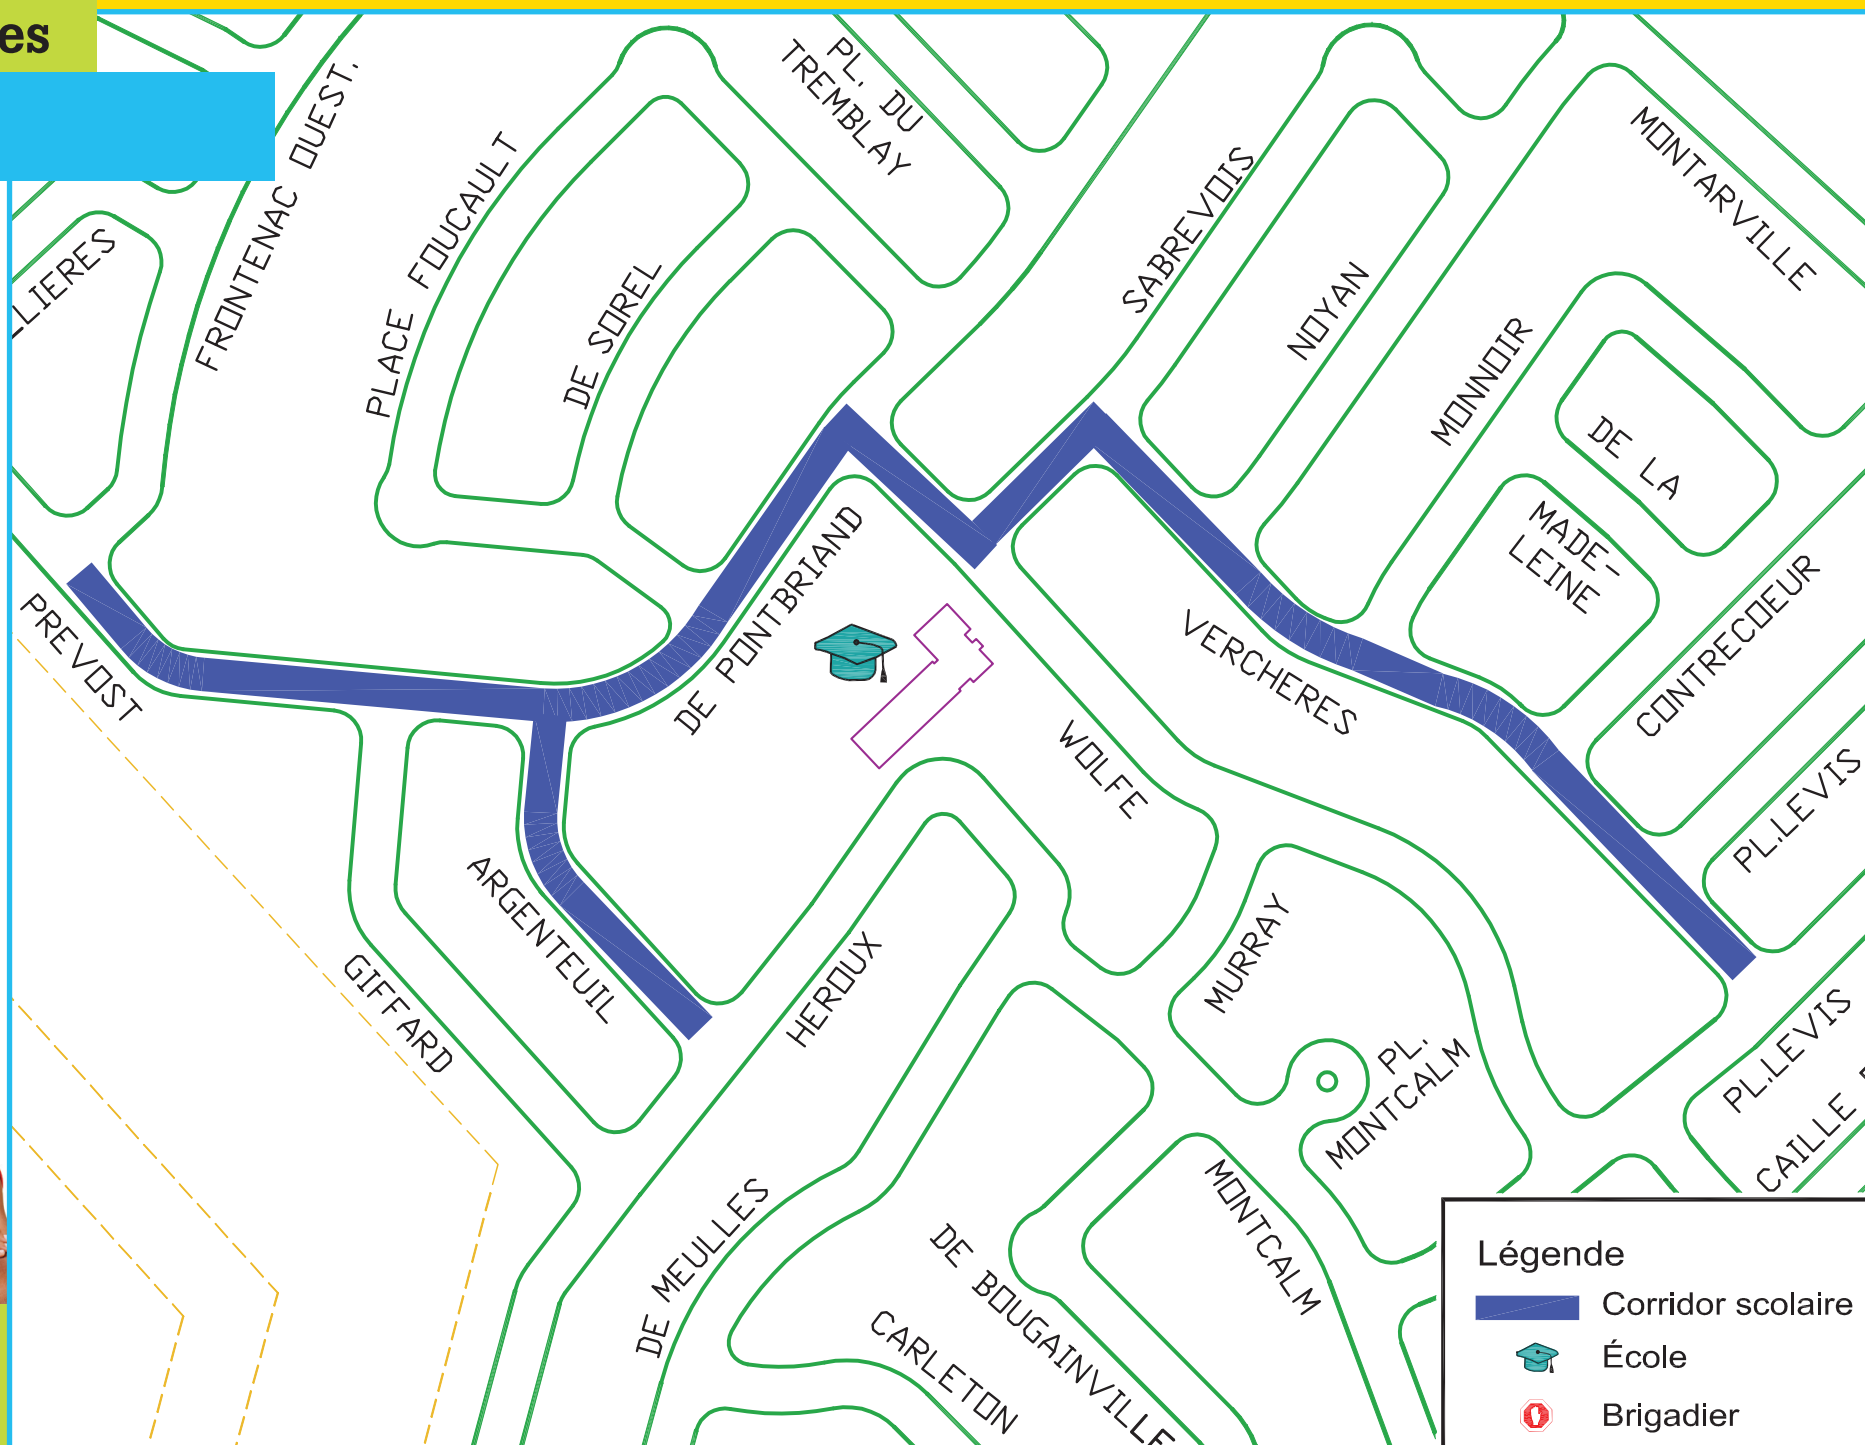 es
FRONTENAC OUEST.
PLACE FOUCAULT
DE SOREL
PL. DU
TREMBLAY
SABREVOIS
NOYAN
MONNOIR
MONTARVILLE
DE LA
MADE-
LEINE
CONTRECOEUR
PL.LEVIS
LIERES
PREVOST
DE PONTBRIAND
VERCHERES
WOLFE
ARGENTEUIL
GIFFARD
HEROUX
MURRAY
PL.
MONTCALM
PL.LEVIS
CAILLE
DE MEULLES
MONTCALM
DE BOUGAINVILLE
CARLETON
Légende
Corridor scolaire
École
Brigadier